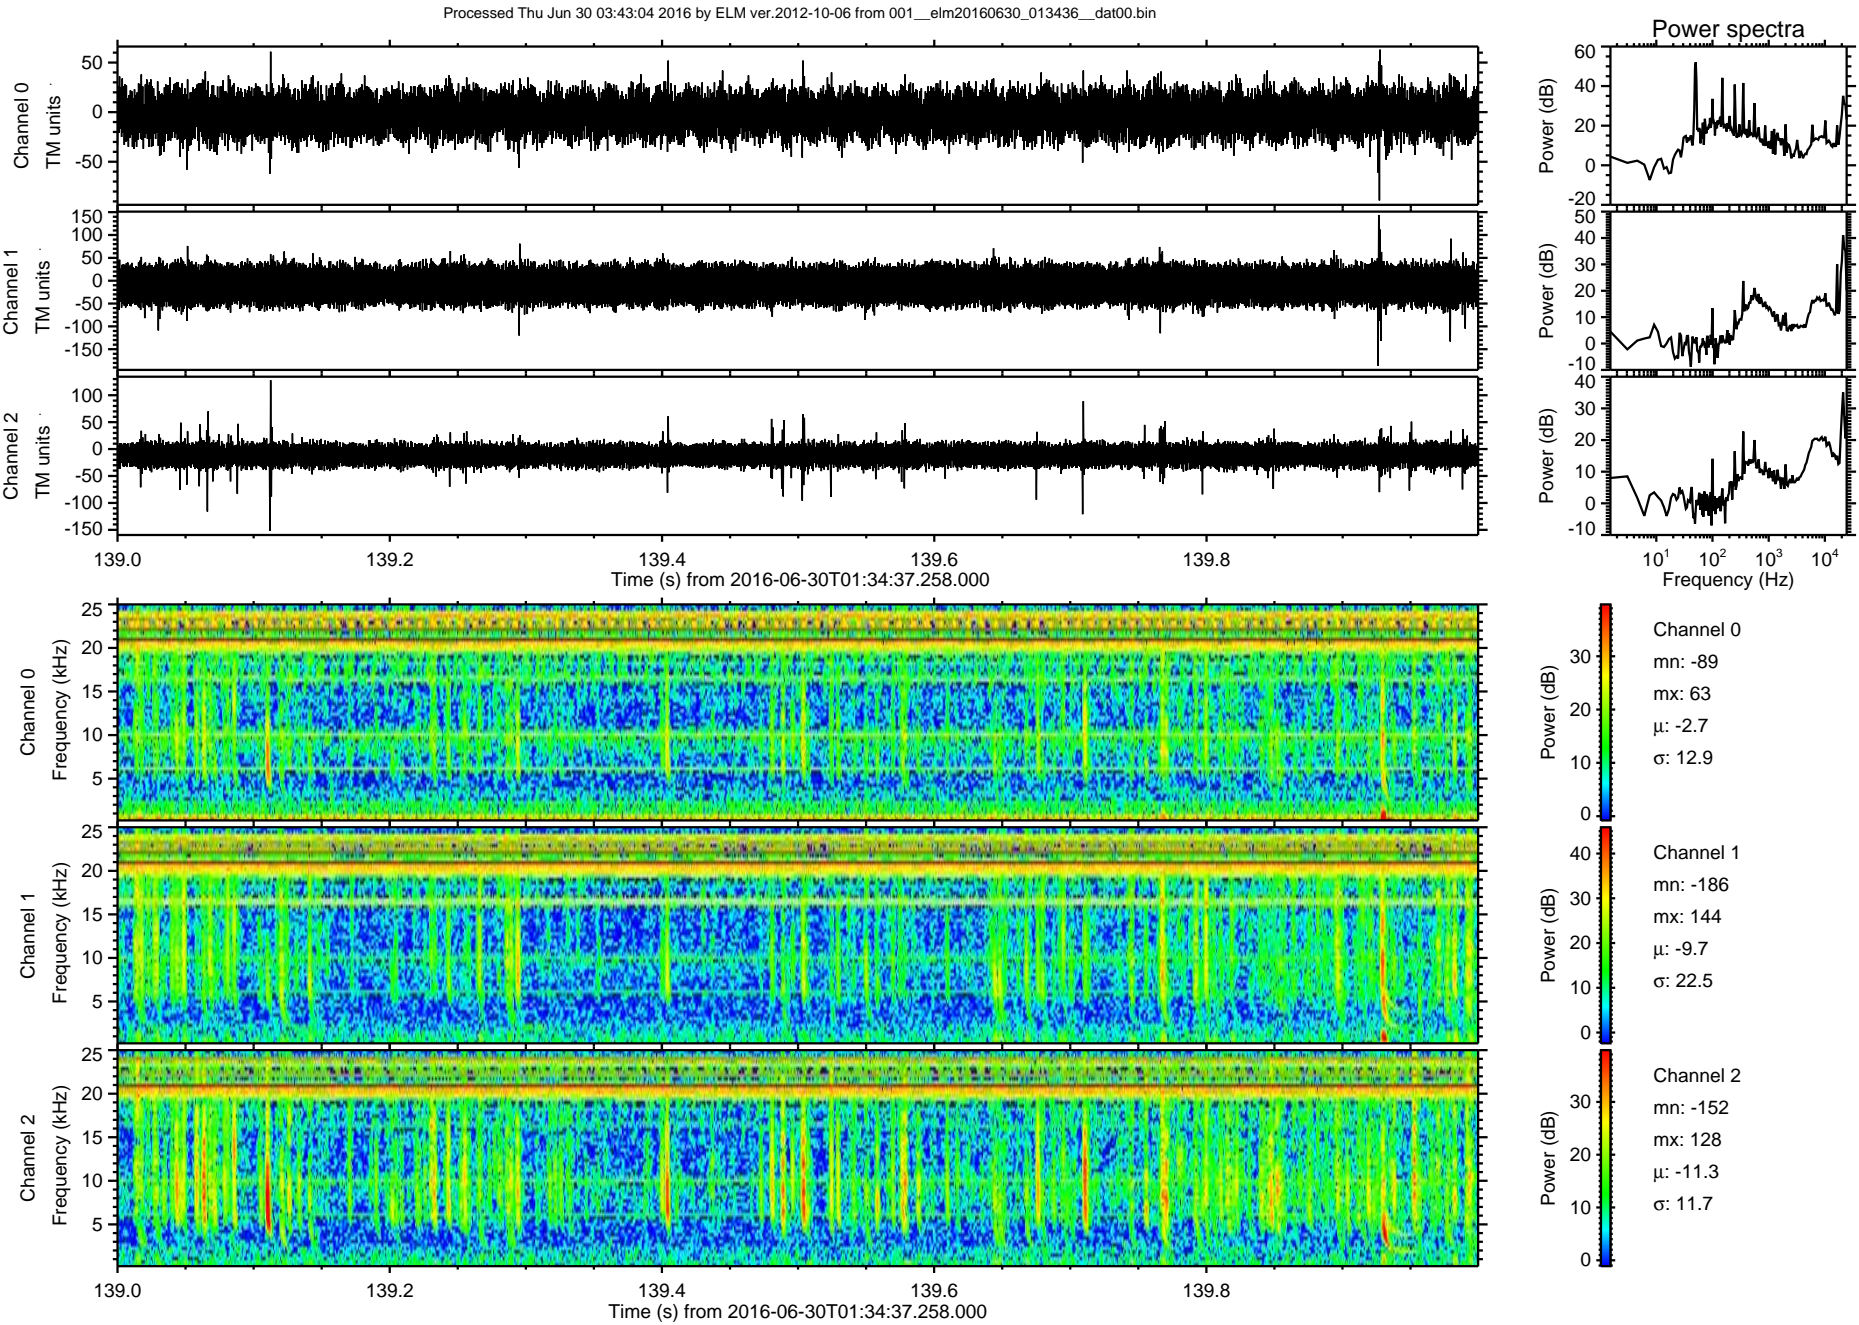 Processed Thu Jun 30 03:43:04 2016 by ELM ver.2012-10-06 from 001__elm20160630_013436__dat00.bin
Power spectra
Channel 0
TM units
50
0
-50
Power (dB)
60
40
20
0
-20
Channel 1
TM units
150
100
50
0
-50
-100
-150
Power (dB)
50
40
30
20
10
0
-10
Channel 2
TM units
100
50
0
-50
-100
-150
Power (dB)
40
30
20
10
0
-10
139.0 139.2 139.4 139.6 139.8
Time (s) from 2016-06-30T01:34:37.258.000
10^1 10^2 10^3 10^4
Frequency (Hz)
Channel 0
Frequency (kHz)
25
20
15
10
5
Power (dB)
30
20
10
0
Channel 0
mn: -89
mx: 63
μ: -2.7
σ: 12.9
Channel 1
Frequency (kHz)
25
20
15
10
5
Power (dB)
40
30
20
10
0
Channel 1
mn: -186
mx: 144
μ: -9.7
σ: 22.5
Channel 2
Frequency (kHz)
25
20
15
10
5
Power (dB)
30
20
10
0
Channel 2
mn: -152
mx: 128
μ: -11.3
σ: 11.7
139.0 139.2 139.4 139.6 139.8
Time (s) from 2016-06-30T01:34:37.258.000